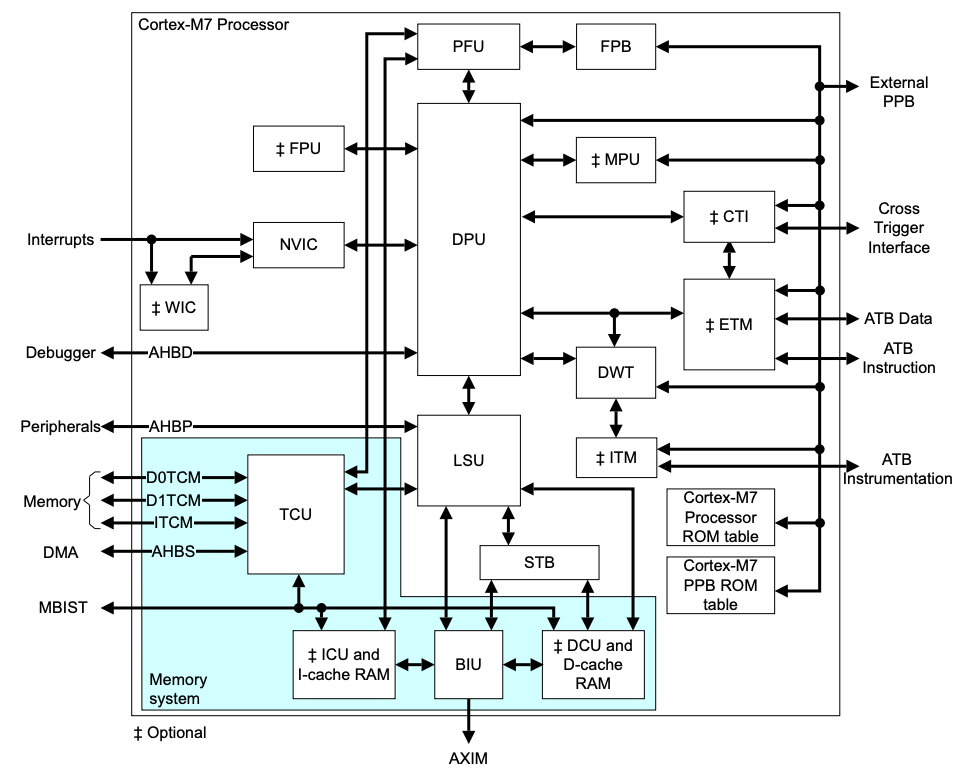 Cortex-M7 Processor
PFU
FPB
External
PPB
‡ FPU
‡ MPU
DPU
‡ CTI
Cross
Trigger
Interface
Interrupts
NVIC
‡ WIC
‡ ETM
ATB Data
ATB
Instruction
Debugger
AHBD
DWT
Peripherals
AHBP
LSU
‡ ITM
ATB
Instrumentation
Memory
D0TCM
D1TCM
ITCM
TCU
DMA
AHBS
Cortex-M7
Processor
ROM table
STB
Cortex-M7
PPB ROM
table
MBIST
‡ ICU and
I-cache RAM
BIU
‡ DCU and
D-cache
RAM
Memory
system
‡ Optional
AXIM